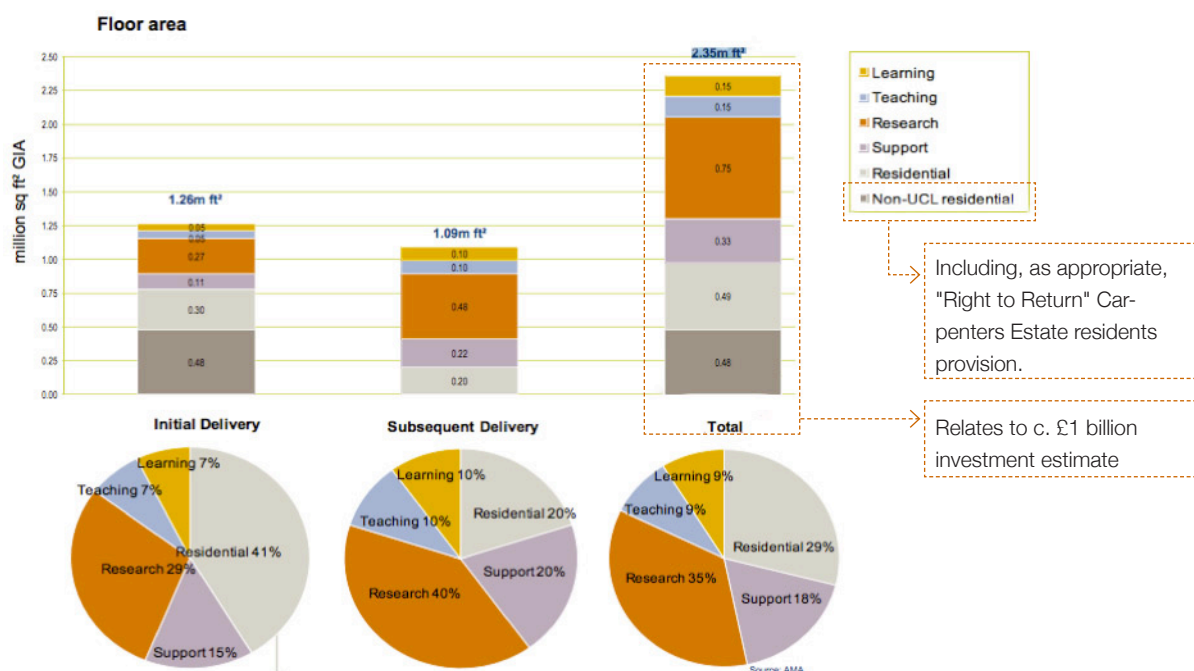 Floor area
million sq ft² GIA
2.50
2.25
2.00
1.75
1.50
1.25
1.00
0.75
0.50
0.25
0.00
1.26m ft²
0.05
0.05
0.27
0.11
0.30
0.48
1.09m ft²
0.10
0.10
0.48
0.22
0.20
2.35m ft²
0.15
0.15
0.75
0.33
0.49
0.48
Learning
Teaching
Research
Support
Residential
Non-UCL residential
Including, as appropriate,
"Right to Return" Car-
penters Estate residents
provision.
Relates to c. £1 billion
investment estimate
Initial Delivery
Learning 7%
Teaching 7%
Residential 41%
Research 29%
Support 15%
Subsequent Delivery
Learning 10%
Residential 20%
Teaching 10%
Support 20%
Research 40%
Total
Learning 9%
Teaching 9%
Residential 29%
Research 35%
Support 18%
Source: AMA